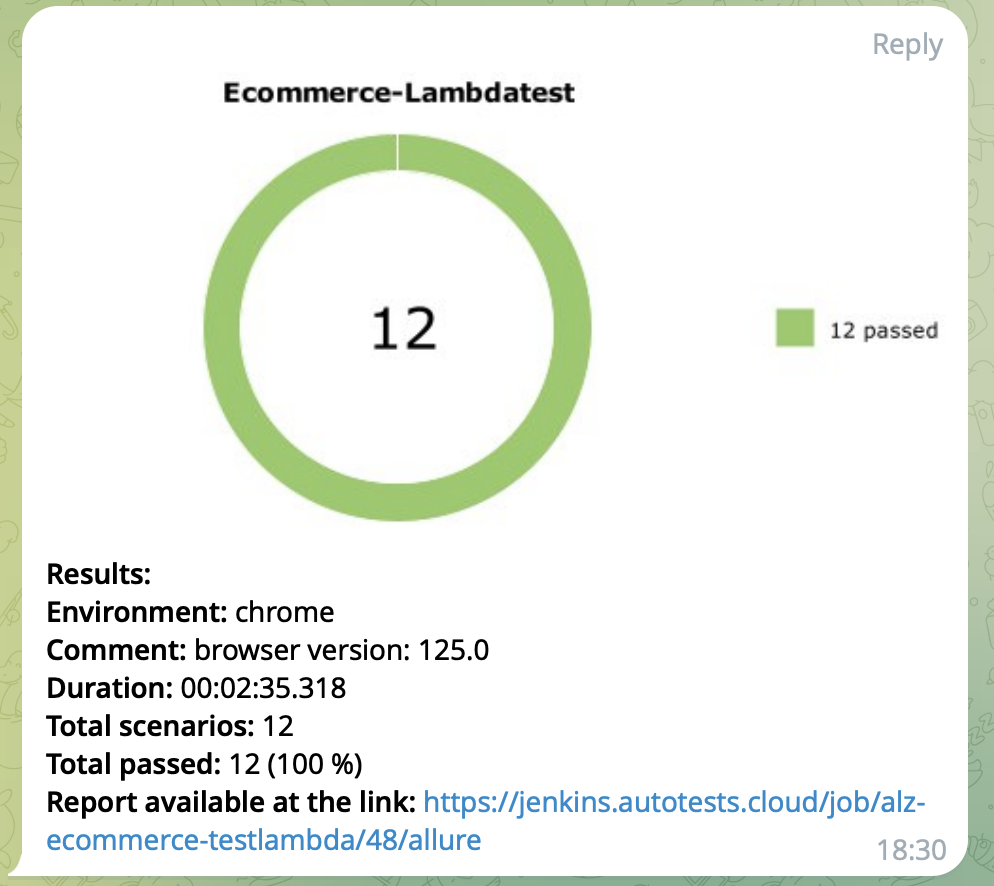 Reply
Ecommerce-Lambdatest
12
12 passed
Results:
Environment: chrome
Comment: browser version: 125.0
Duration: 00:02:35.318
Total scenarios: 12
Total passed: 12 (100 %)
Report available at the link: https://jenkins.autotests.cloud/job/alz-
ecommerce-testlambda/48/allure
18:30